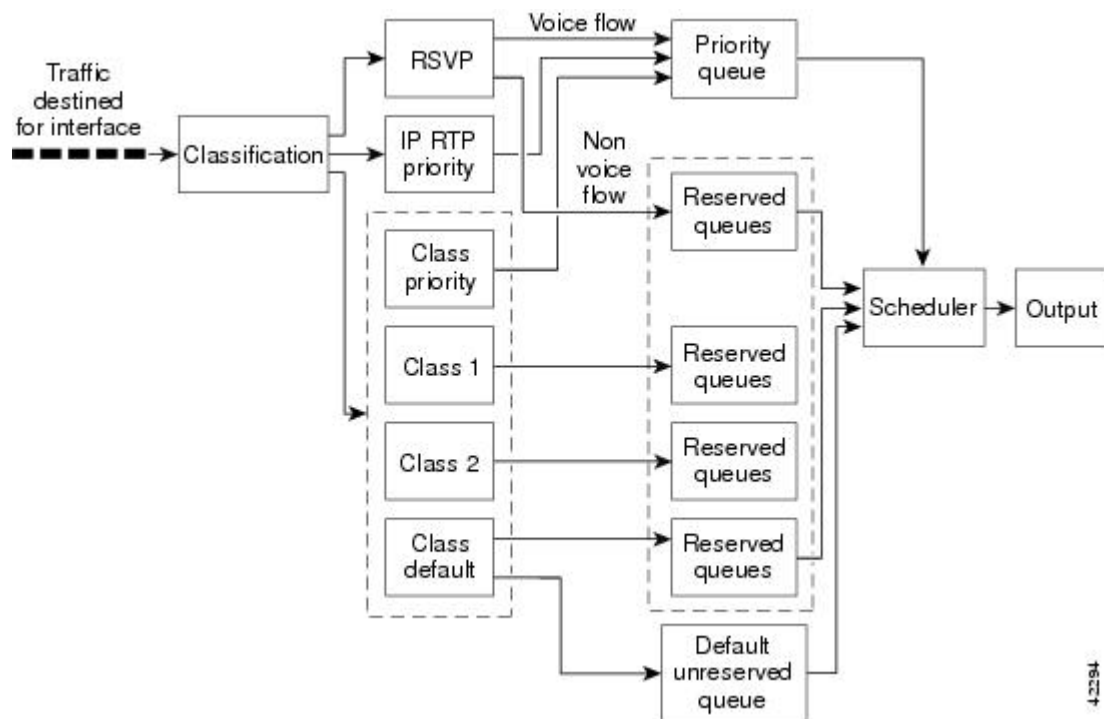 Traffic
destined
for interface
Classification
RSVP
Voice flow
Priority
queue
IP RTP
priority
Non
voice
flow
Reserved
queues
Class
priority
Scheduler
Output
Class 1
Reserved
queues
Class 2
Reserved
queues
Class
default
Reserved
queues
Default
unreserved
queue
42294